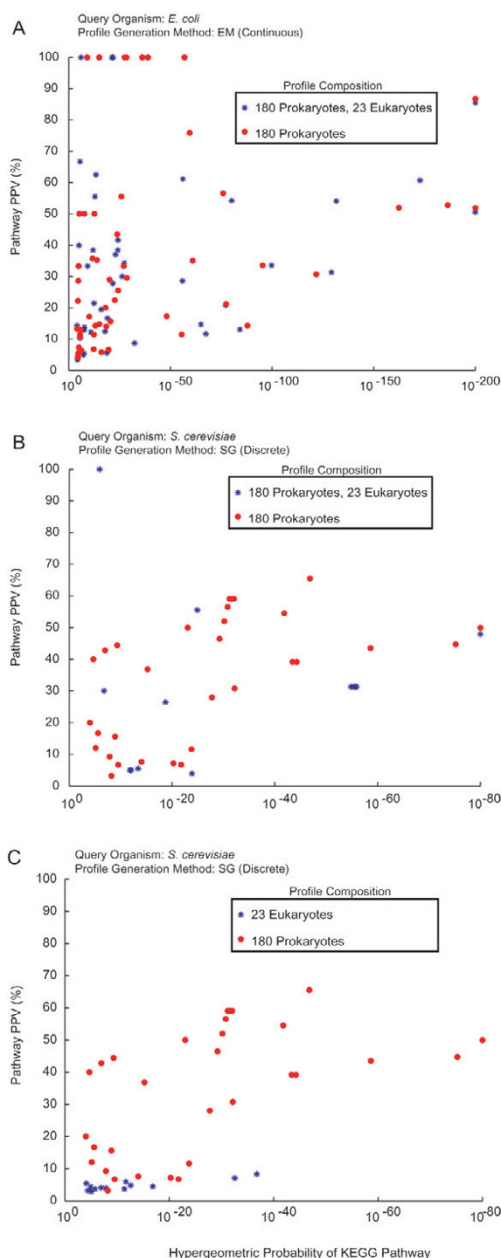 A
Query Organism: E. coli
Profile Generation Method: EM (Continuous)
Profile Composition
180 Prokaryotes, 23 Eukaryotes
180 Prokaryotes
Pathway PPV (%)
100
90
80
70
60
50
40
30
20
10
0
10^0 10^-50 10^-100 10^-150 10^-200
B
Query Organism: S. cerevisiae
Profile Generation Method: SG (Discrete)
Profile Composition
180 Prokaryotes, 23 Eukaryotes
180 Prokaryotes
Pathway PPV (%)
100
90
80
70
60
50
40
30
20
10
0
10^0 10^-20 10^-40 10^-60 10^-80
C
Query Organism: S. cerevisiae
Profile Generation Method: SG (Discrete)
Profile Composition
23 Eukaryotes
180 Prokaryotes
Pathway PPV (%)
100
90
80
70
60
50
40
30
20
10
0
10^0 10^-20 10^-40 10^-60 10^-80
Hypergeometric Probability of KEGG Pathway